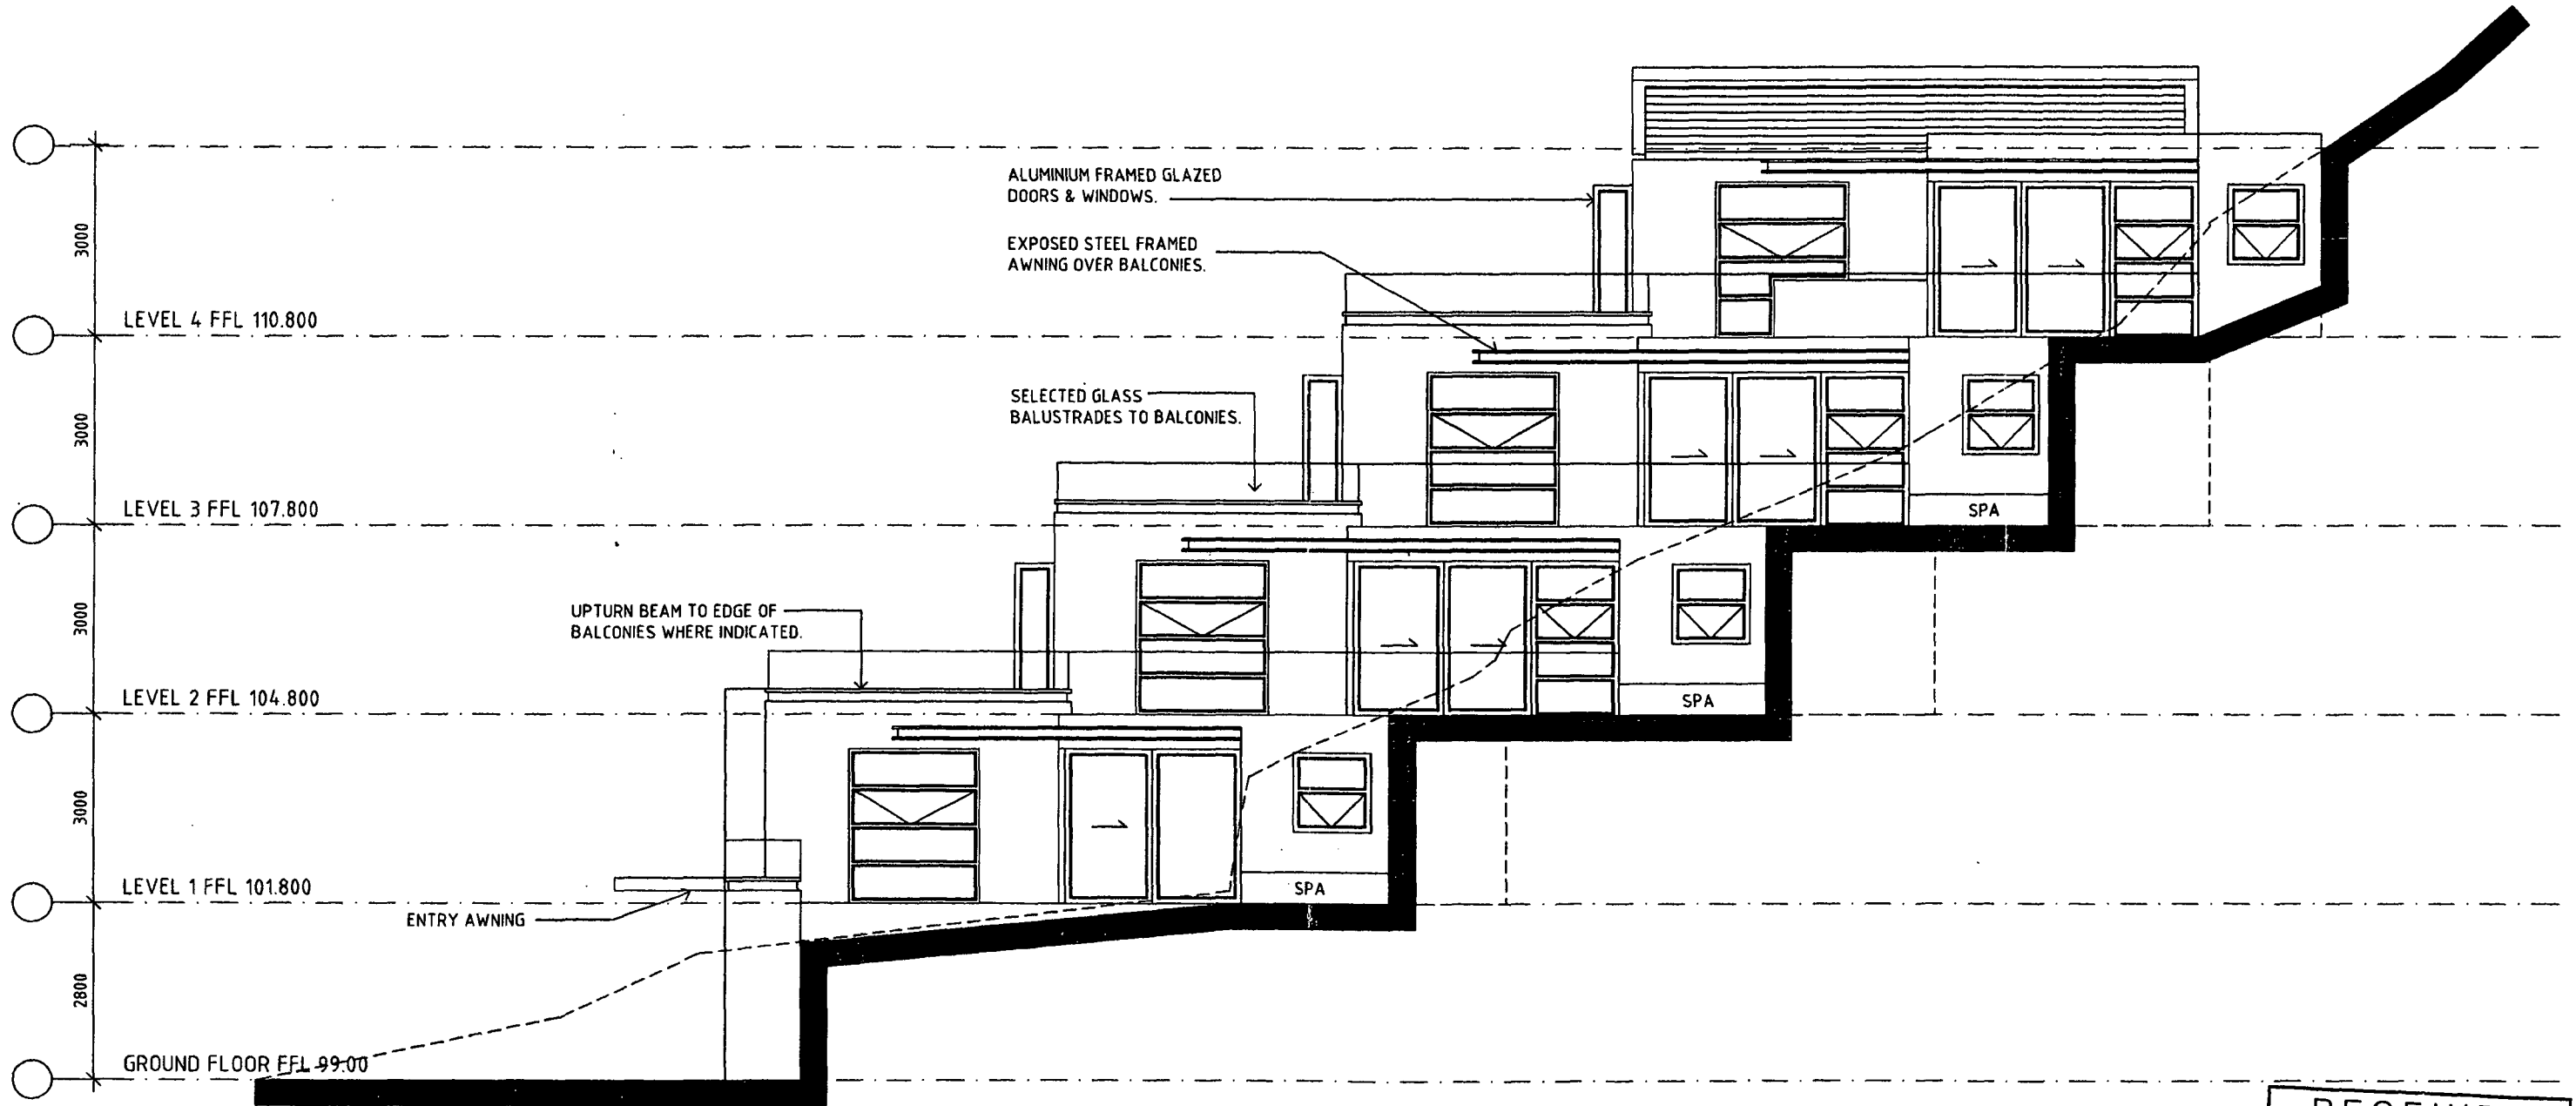 ALUMINIUM FRAMED GLAZED
DOORS & WINDOWS.
EXPOSED STEEL FRAMED
AWNING OVER BALCONIES.
3000
LEVEL 4 FFL 110.800
SELECTED GLASS
BALUSTRADES TO BALCONIES.
3000
LEVEL 3 FFL 107.800
SPA
UPTURN BEAM TO EDGE OF
BALCONIES WHERE INDICATED.
3000
LEVEL 2 FFL 104.800
SPA
3000
LEVEL 1 FFL 101.800
SPA
ENTRY AWNING
2800
GROUND FLOOR FFL 99.00